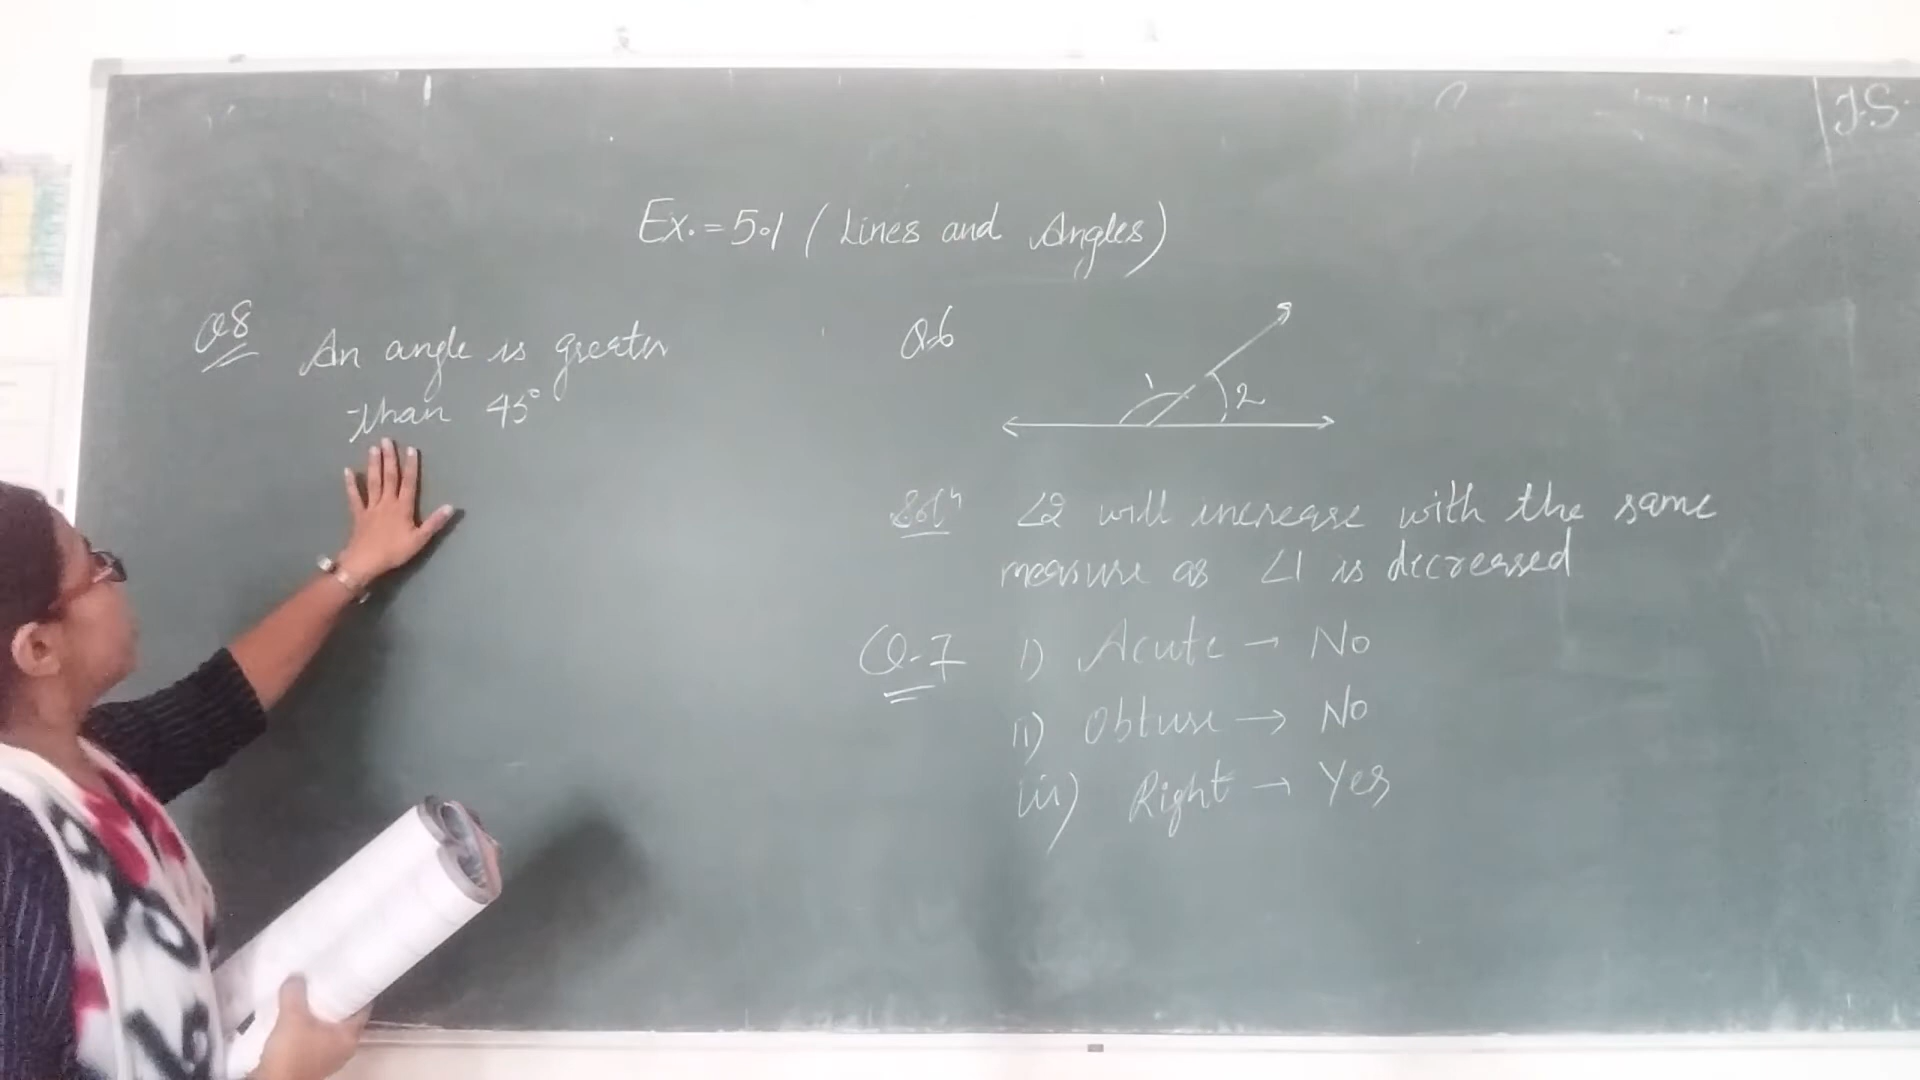 J.S.
Ex. = 5.1 ( Lines and Angles)
Q8 An angle is greater
than 45°
Q.6
1
2
Solⁿ ∠2 will increase with the same
measure as ∠1 is decreased
Q-7 i) Acute → No
ii) Obtuse → No
iii) Right → Yes